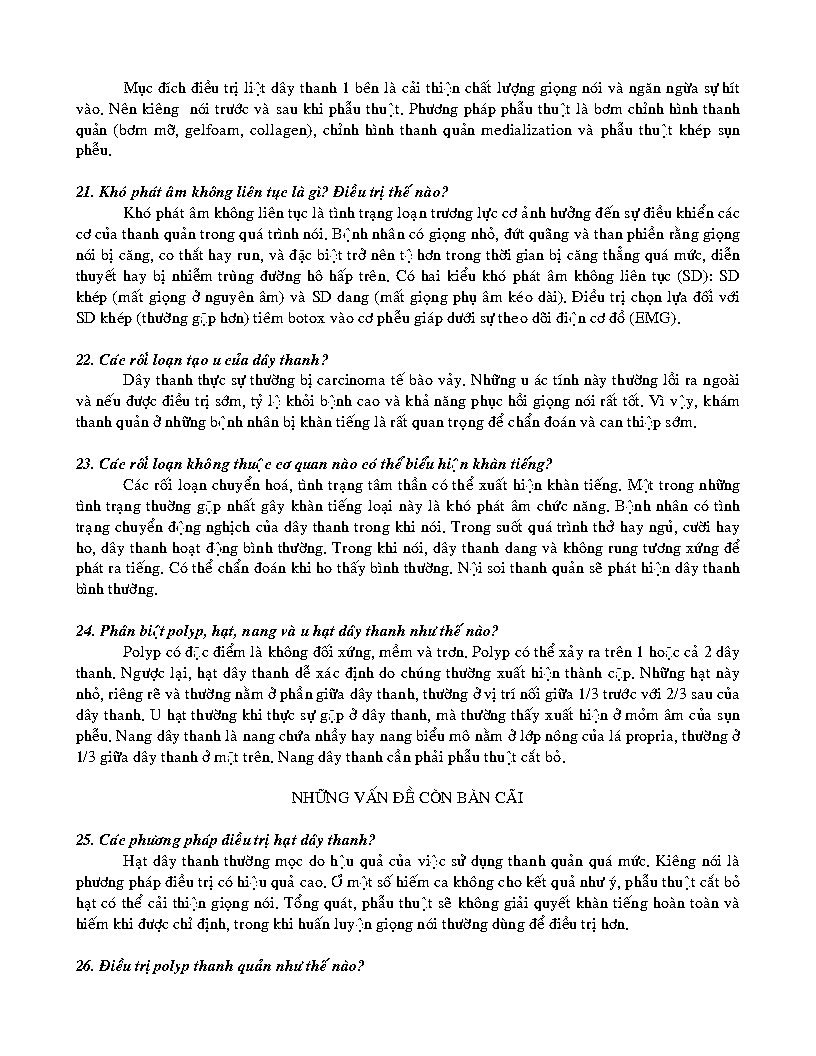 Mục đích điều trị liệt dây thanh 1 bên là cải thiện chất lượng giọng nói và ngăn ngừa sự hít
vào. Nên kiêng  nói trước và sau khi phẫu thuật. Phương pháp phẫu thuật là bơm chỉnh hình thanh
quản (bơm mỡ, gelfoam, collagen), chỉnh hình thanh quản medialization và phẫu thuật khép sụn
phễu.
21. Khó phát âm không liên tục là gì? Điều trị thế nào?
Khó phát âm không liên tục là tình trạng loạn trương lực cơ ảnh hưởng đến sự điều khiển các
cơ của thanh quản trong quá trình nói. Bệnh nhân có giọng nhỏ, đứt quãng và than phiền rằng giọng
nói bị căng, co thắt hay run, và đặc biệt trở nên tệ hơn trong thời gian bị căng thẳng quá mức, diễn
thuyết hay bị nhiễm trùng đường hô hấp trên. Có hai kiểu khó phát âm không liên tục (SD): SD
khép (mất giọng ở nguyên âm) và SD dang (mất giọng phụ âm kéo dài). Điều trị chọn lựa đối với
SD khép (thường gặp hơn) tiêm botox vào cơ phễu giáp dưới sự theo dõi điện cơ đồ (EMG).
22. Các rối loạn tạo u của dây thanh?
Dây thanh thực sự thường bị carcinoma tế bào vảy. Những u ác tính này thường lồi ra ngoài
và nếu được điều trị sớm, tỷ lệ khỏi bệnh cao và khả năng phục hồi giọng nói rất tốt. Vì vậy, khám
thanh quản ở những bệnh nhân bị khàn tiếng là rất quan trọng để chẩn đoán và can thiệp sớm.
23. Các rối loạn không thuộc cơ quan nào có thể biểu hiện khàn tiếng?
Các rối loạn chuyển hoá, tình trạng tâm thần có thể xuất hiện khàn tiếng. Một trong những
tình trạng thuờng gặp nhất gây khàn tiếng loại này là khó phát âm chức năng. Bệnh nhân có tình
trạng chuyển động nghịch của dây thanh trong khi nói. Trong suốt quá trình thở hay ngủ, cười hay
ho, dây thanh hoạt động bình thường. Trong khi nói, dây thanh dang và không rung tương xứng để
phát ra tiếng. Có thể chẩn đoán khi ho thấy bình thường. Nội soi thanh quản sẽ phát hiện dây thanh
bình thường.
24. Phân biệt polyp, hạt, nang và u hạt dây thanh như thế nào?
Polyp có đặc điểm là không đối xứng, mềm và trơn. Polyp có thể xảy ra trên 1 hoặc cả 2 dây
thanh. Ngược lại, hạt dây thanh dễ xác định do chúng thường xuất hiện thành cặp. Những hạt này
nhỏ, riêng rẽ và thường nằm ở phần giữa dây thanh, thường ở vị trí nối giữa 1/3 trước với 2/3 sau của
dây thanh. U hạt thường khi thực sự gặp ở dây thanh, mà thường thấy xuất hiện ở mỏm âm của sụn
phễu. Nang dây thanh là nang chứa nhầy hay nang biểu mô nằm ở lớp nông của lá propria, thường ở
1/3 giữa dây thanh ở mặt trên. Nang dây thanh cần phải phẫu thuật cắt bỏ.
NHỮNG VẤN ĐỀ CÒN BÀN CÃI
25. Các phương pháp điều trị hạt dây thanh?
Hạt dây thanh thường mọc do hậu quả của việc sử dụng thanh quản quá mức. Kiêng nói là
phương pháp điều trị có hiệu quả cao. Ở một số hiếm ca không cho kết quả như ý, phẫu thuật cắt bỏ
hạt có thể cải thiện giọng nói. Tổng quát, phẫu thuật sẽ không giải quyết khàn tiếng hoàn toàn và
hiếm khi được chỉ định, trong khi huấn luyện giọng nói thường dùng để điều trị hơn.
26. Điều trị polyp thanh quản như thế nào?